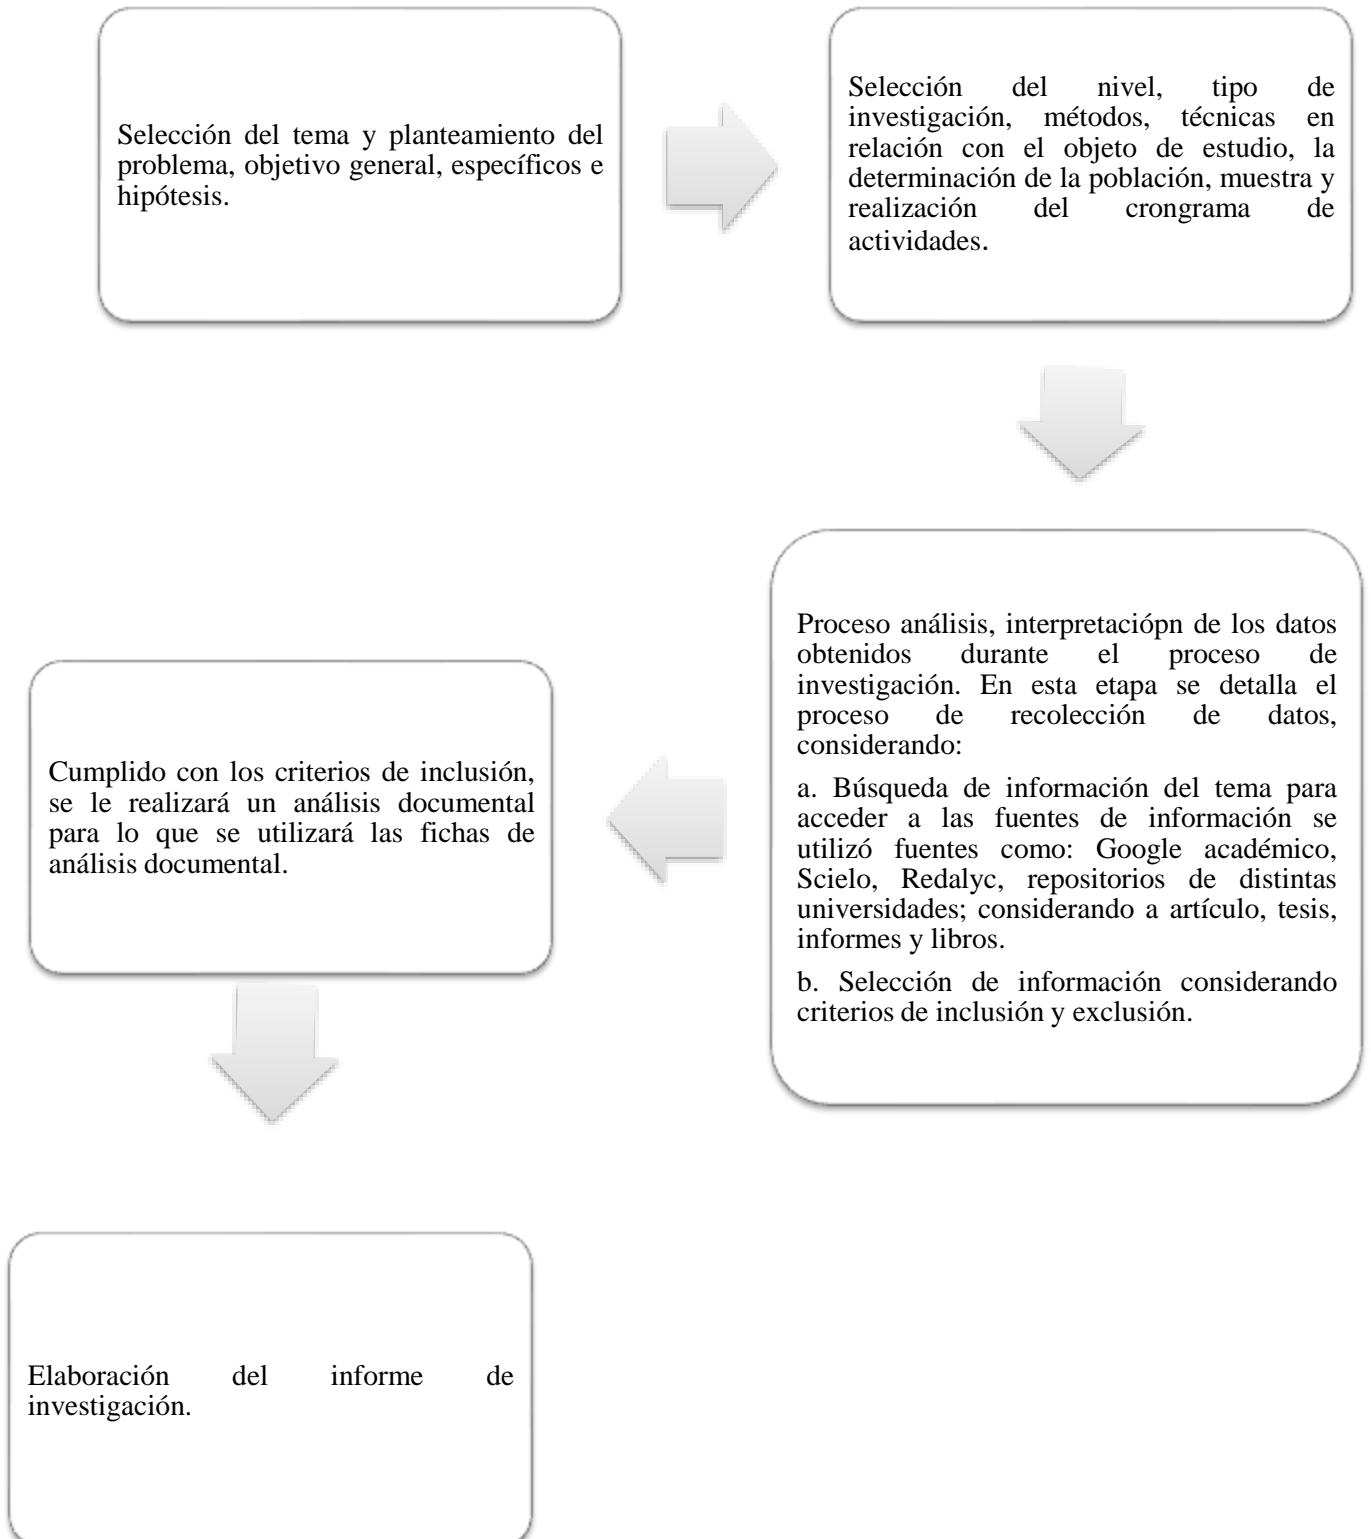 Selección del tema y planteamiento del
problema, objetivo general, específicos e
hipótesis.
Selección del nivel, tipo de
investigación, métodos, técnicas en
relación con el objeto de estudio, la
determinación de la población, muestra y
realización del crongrama de
actividades.
Proceso análisis, interpretaciópn de los datos
obtenidos durante el proceso de
investigación. En esta etapa se detalla el
proceso de recolección de datos,
considerando:
a. Búsqueda de información del tema para
acceder a las fuentes de información se
utilizó fuentes como: Google académico,
Scielo, Redalyc, repositorios de distintas
universidades; considerando a artículo, tesis,
informes y libros.
b. Selección de información considerando
criterios de inclusión y exclusión.
Cumplido con los criterios de inclusión,
se le realizará un análisis documental
para lo que se utilizará las fichas de
análisis documental.
Elaboración del informe de
investigación.